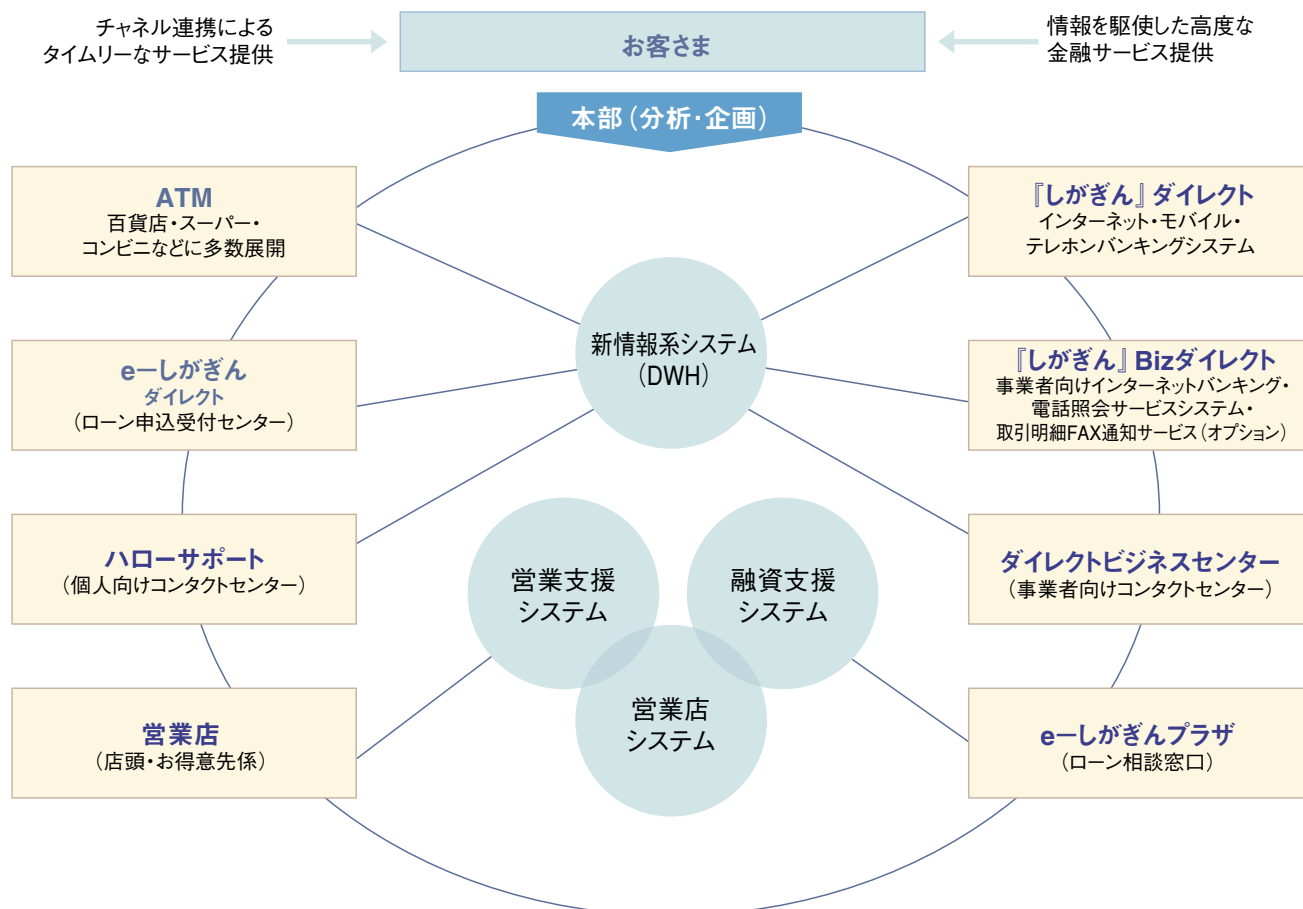 チャネル連携による
タイムリーなサービス提供
お客さま
情報を駆使した高度な
金融サービス提供
本部（分析・企画）
ATM
百貨店・スーパー・
コンビニなどに多数展開
『しがぎん』ダイレクト
インターネット・モバイル・
テレホンバンキングシステム
新情報系システム
（DWH）
eーしがぎん
ダイレクト
（ローン申込受付センター）
『しがぎん』Bizダイレクト
事業者向けインターネットバンキング・
電話照会サービスシステム・
取引明細FAX通知サービス（オプション）
ハローサポート
（個人向けコンタクトセンター）
営業支援
システム
融資支援
システム
ダイレクトビジネスセンター
（事業者向けコンタクトセンター）
営業店
（店頭・お得意先係）
営業店
システム
eーしがぎんプラザ
（ローン相談窓口）